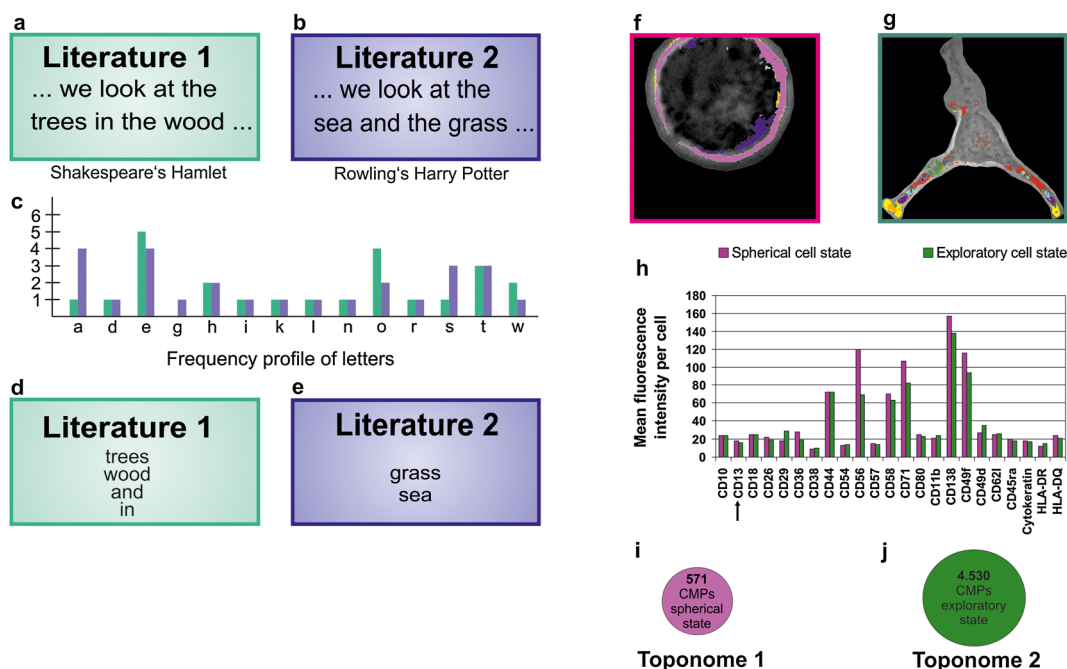 a
Literature 1
... we look at the
trees in the wood ...
Shakespeare‘s Hamlet
b
Literature 2
... we look at the
sea and the grass ...
Rowling‘s Harry Potter
c
6
5
4
3
2
1
a d e g h i k l n o r s t w
Frequency profile of letters
d
Literature 1
trees
wood
and
in
e
Literature 2
grass
sea
f
g
Spherical cell state
Exploratory cell state
h
Mean fluorescence
intensity per cell
180
160
140
120
100
80
60
40
20
0
CD10
CD13
CD18
CD26
CD29
CD36
CD38
CD44
CD54
CD56
CD57
CD58
CD71
CD80
CD11b
CD138
CD49f
CD49d
CD62l
CD45ra
Cytokeratin
HLA-DR
HLA-DQ
i
571
CMPs
spherical
state
Toponome 1
j
4.530
CMPs
exploratory
state
Toponome 2